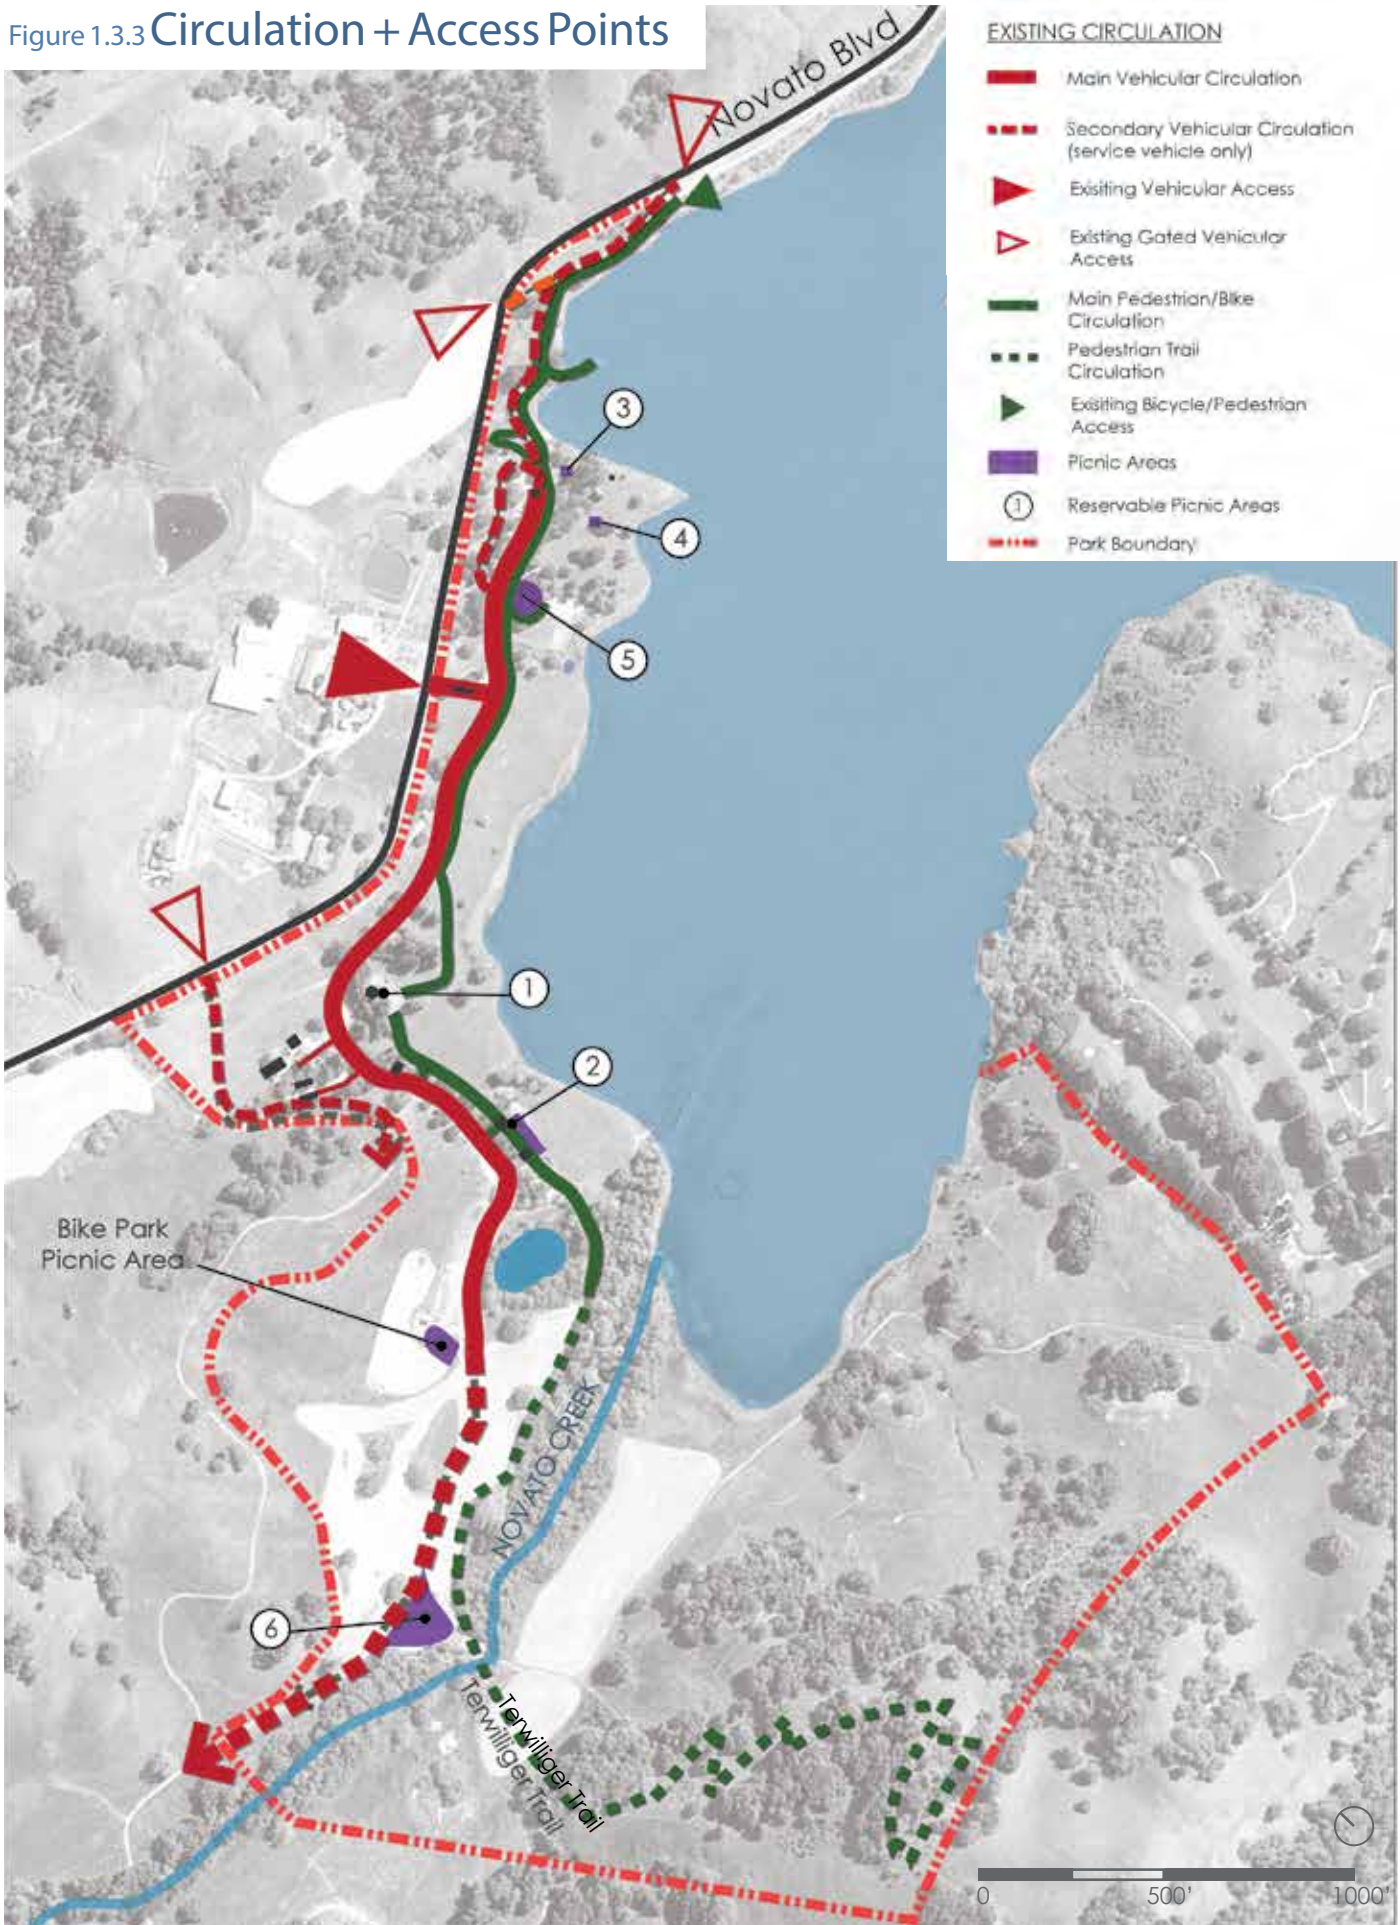 Figure 1.3.3 Circulation + Access Points
Novato Blvd
EXISTING CIRCULATION
Main Vehicular Circulation
Secondary Vehicular Circulation
(service vehicle only)
Exisiting Vehicular Access
Existing Gated Vehicular
Access
Main Pedestrian/Bike
Circulation
Pedestrian Trail
Circulation
Exisiting Bicycle/Pedestrian
Access
Picnic Areas
1 Reservable Picnic Areas
Park Boundary
3
4
5
1
2
Bike Park
Picnic Area
NOVATO CREEK
6
Terwilliger Trail
Terwilliger Trail
0 500' 1000'